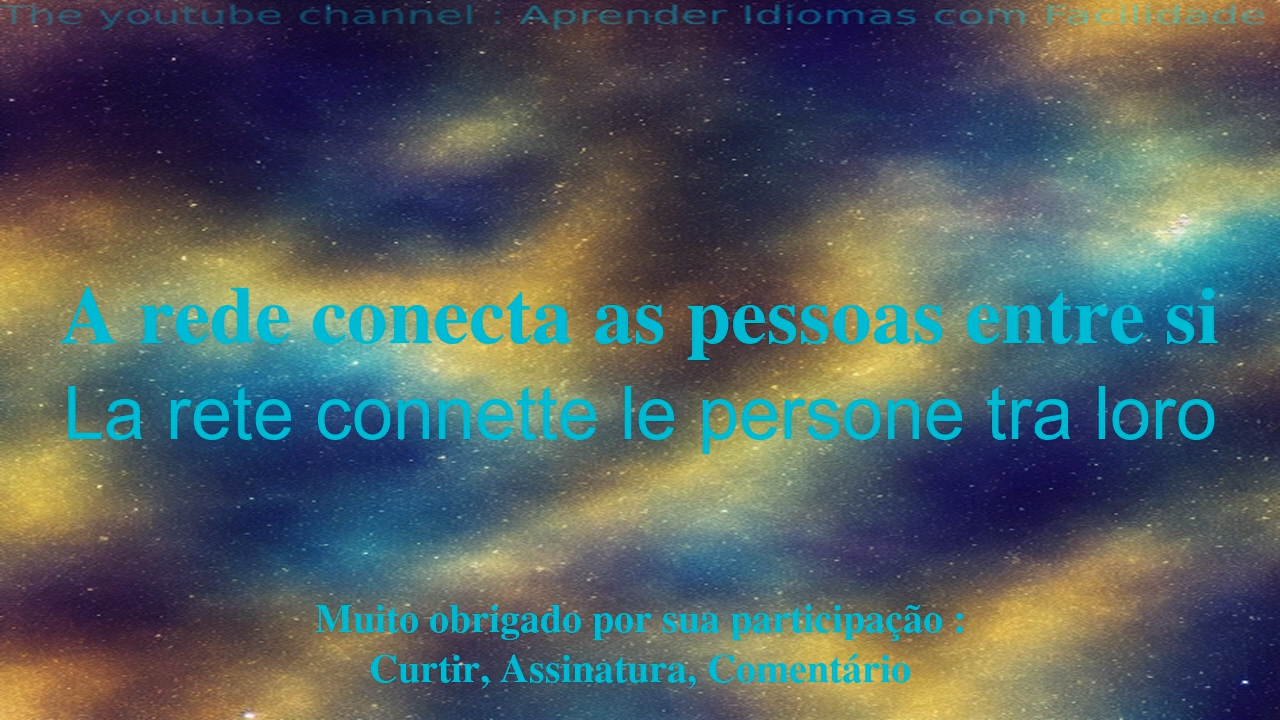 The youtube channel : Aprender Idiomas com Facilidade
A rede conecta as pessoas entre si
La rete connette le persone tra loro
Muito obrigado por sua participação :
Curtir, Assinatura, Comentário